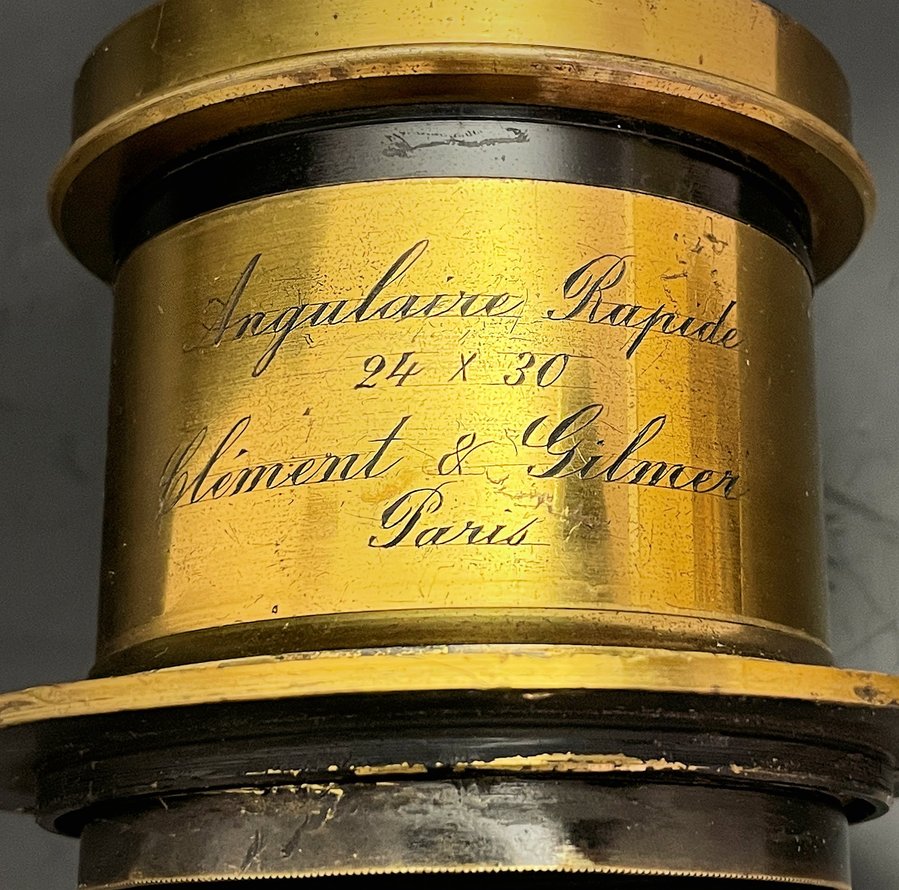 Angulaire Rapide
24 x 30
Clément & Gilmer
Paris